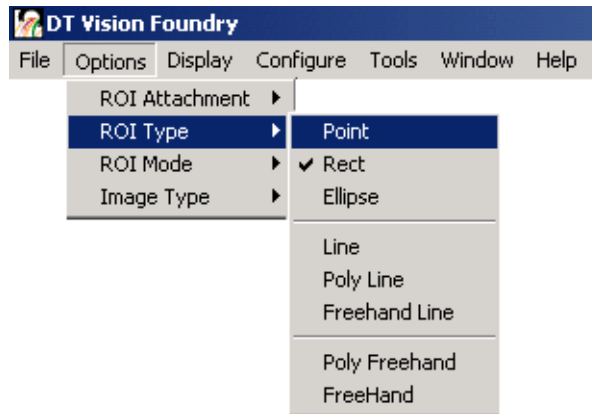 DT Vision Foundry
File Options Display Configure Tools Window Help
ROI Attachment
ROI Type Point
ROI Mode Rect
Image Type Ellipse
Line
Poly Line
Freehand Line
Poly Freehand
FreeHand